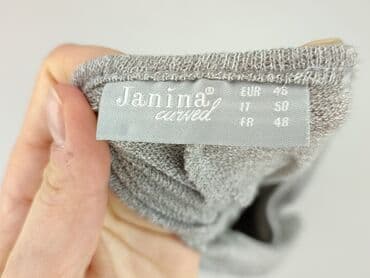 Janina® EUR 46
curved IT 50
FR 48